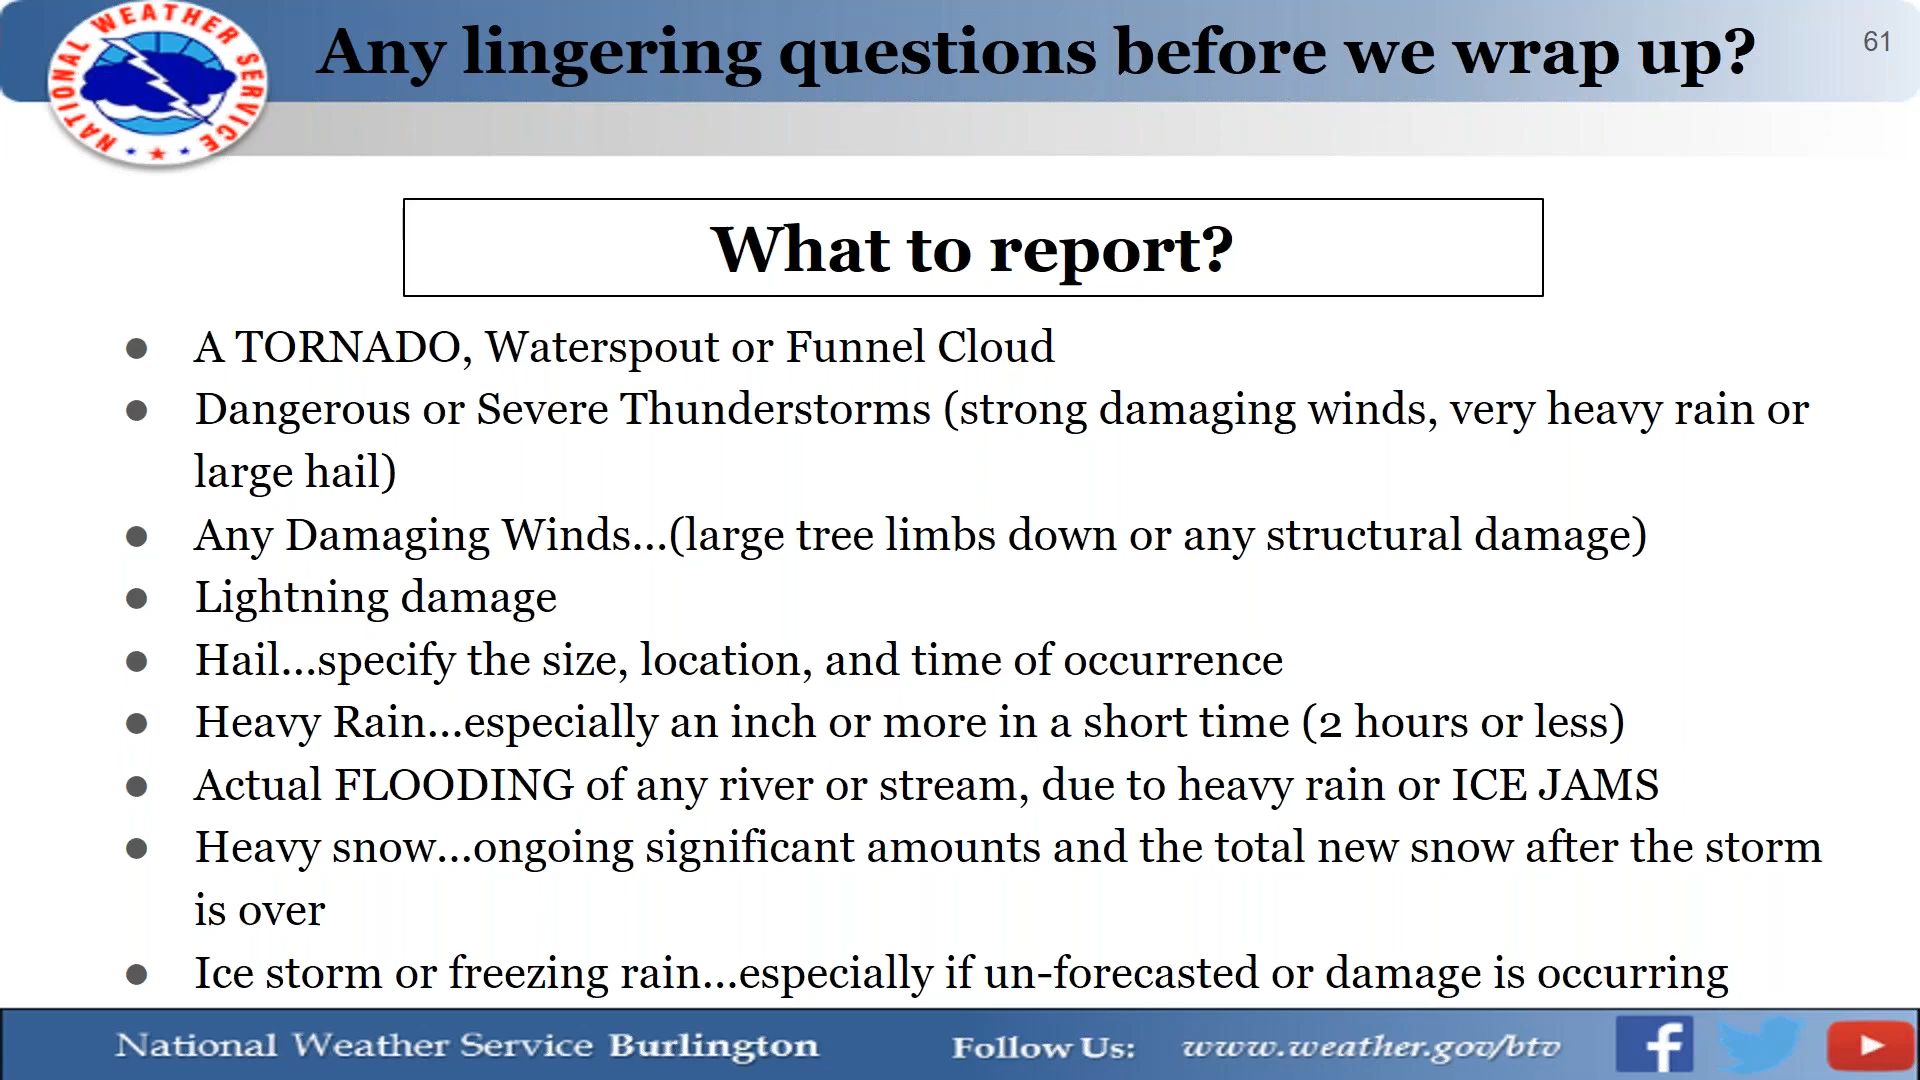 Any lingering questions before we wrap up?
61
NATIONAL WEATHER SERVICE
What to report?
● A TORNADO, Waterspout or Funnel Cloud
● Dangerous or Severe Thunderstorms (strong damaging winds, very heavy rain or
large hail)
● Any Damaging Winds...(large tree limbs down or any structural damage)
● Lightning damage
● Hail...specify the size, location, and time of occurrence
● Heavy Rain...especially an inch or more in a short time (2 hours or less)
● Actual FLOODING of any river or stream, due to heavy rain or ICE JAMS
● Heavy snow...ongoing significant amounts and the total new snow after the storm
is over
● Ice storm or freezing rain...especially if un-forecasted or damage is occurring
National Weather Service Burlington
Follow Us: www.weather.gov/btv